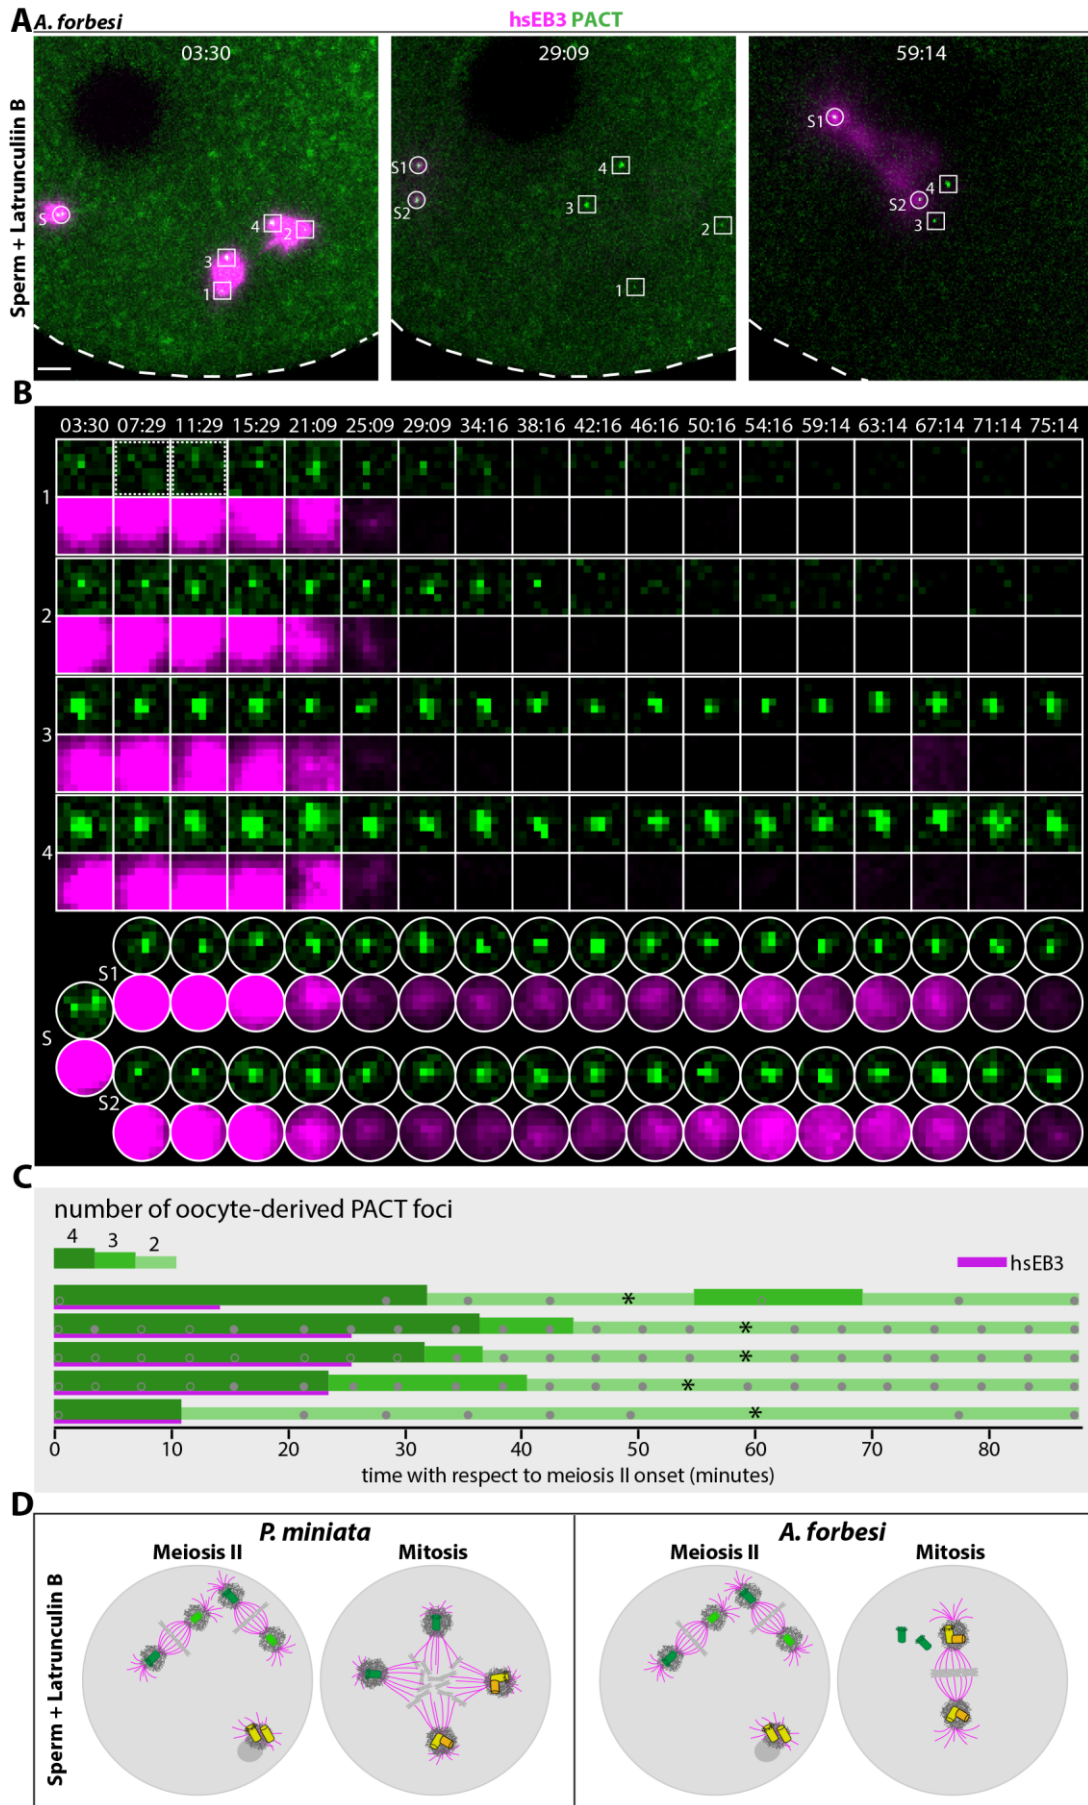 A A. forbesi hsEB3 PACT
Sperm + Latrunculiin B
03:30 29:09 59:14
S 4 2 3 1
S1 S2 4 3 2 1
S1 S2 4 3
B
03:30 07:29 11:29 15:29 21:09 25:09 29:09 34:16 38:16 42:16 46:16 50:16 54:16 59:14 63:14 67:14 71:14 75:14
1
2
3
4
S1
S
S2
C
number of oocyte-derived PACT foci
4 3 2
hsEB3
*
*
*
*
*
0 10 20 30 40 50 60 70 80
time with respect to meiosis II onset (minutes)
D
P. miniata A. forbesi
Meiosis II Mitosis Meiosis II Mitosis
Sperm + Latrunculin B